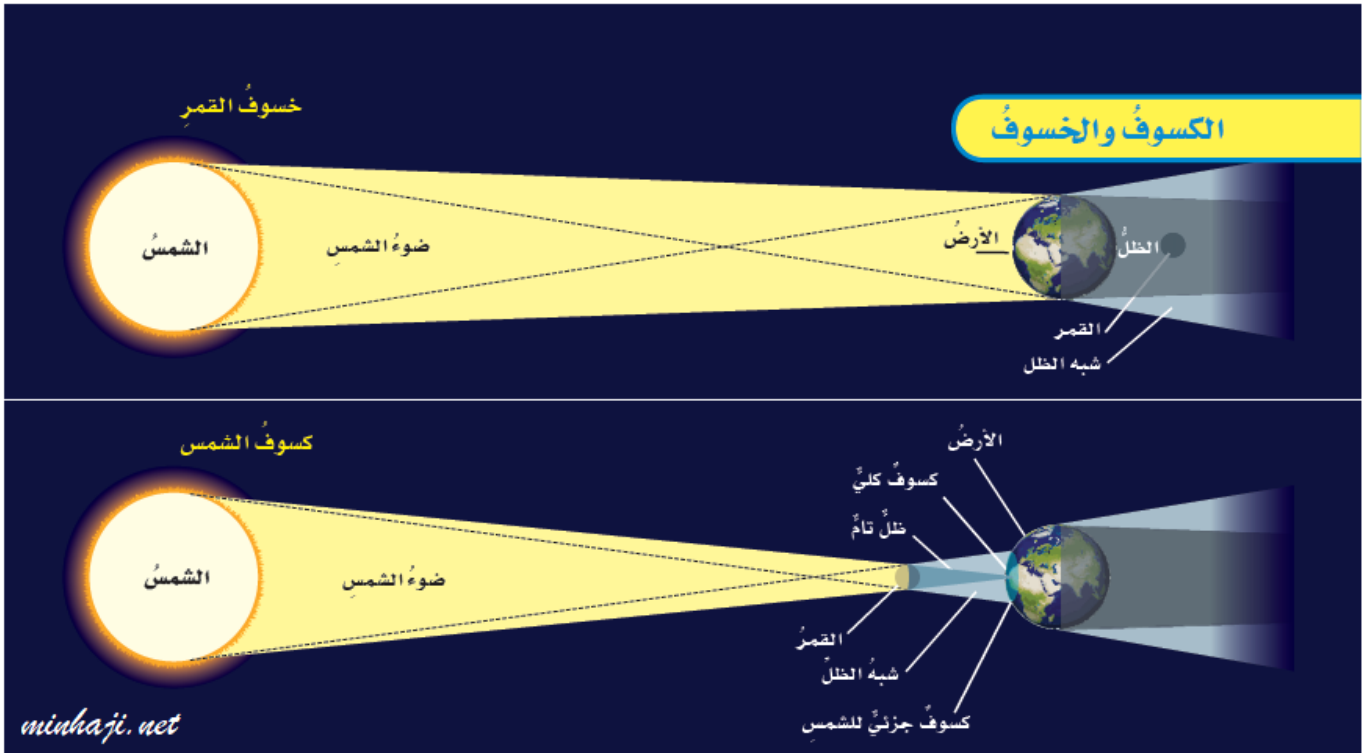 الكسوفُ والخسوفُ
خسوفُ القمرِ
الأرضُ
الظلُّ
ضوءُ الشمسِ
الشمسُ
القمر
شبه الظل
كسوفُ الشمس
الأرضُ
كسوفٌ كليٌّ
ظلٌّ تامٌّ
ضوءُ الشمسِ
الشمسُ
القمرُ
شبهُ الظلِّ
كسوفٌ جزئيٌّ للشمسِ
minhaji.net